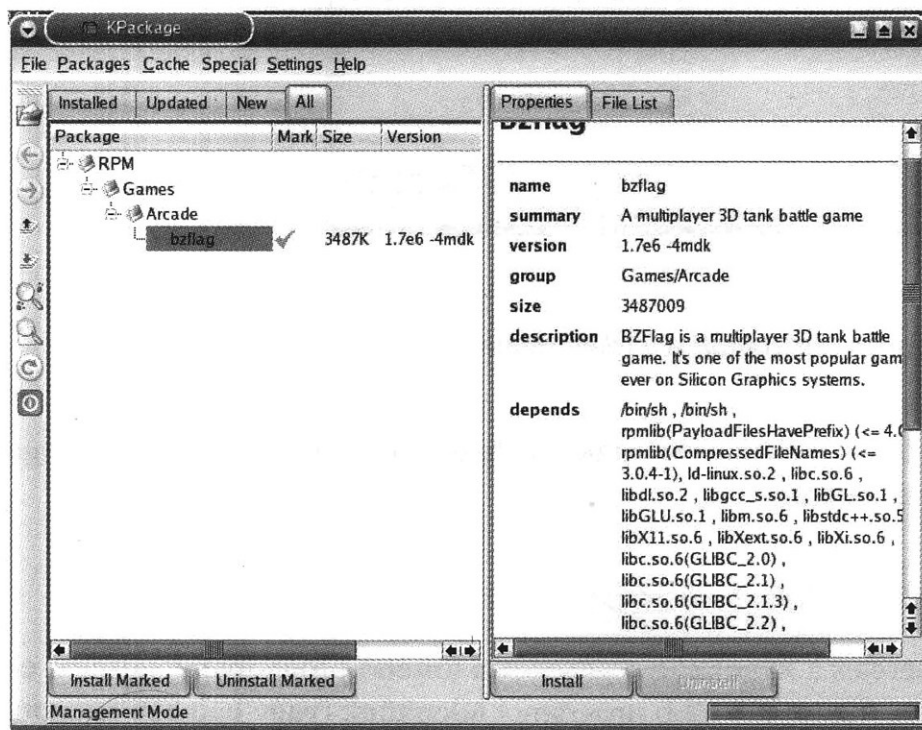 KPackage
File Packages Cache Special Settings Help
Installed Updated New All
Package Mark Size Version
RPM
Games
Arcade
bzflag 3487K 1.7e6 -4mdk
Install Marked Uninstall Marked
Management Mode
Properties File List
bzflag
name bzflag
summary A multiplayer 3D tank battle game
version 1.7e6 -4mdk
group Games/Arcade
size 3487009
description BZFlag is a multiplayer 3D tank battle
game. It's one of the most popular gam
ever on Silicon Graphics systems.
depends /bin/sh , /bin/sh ,
rpmlib(PayloadFilesHavePrefix) (<= 4.0
rpmlib(CompressedFileNames) (<=
3.0.4-1), ld-linux.so.2 , libc.so.6 ,
libdl.so.2 , libgcc_s.so.1 , libGL.so.1 ,
libGLU.so.1 , libm.so.6 , libstdc++.so.5
libX11.so.6 , libXext.so.6 , libXi.so.6 ,
libc.so.6(GLIBC_2.0) ,
libc.so.6(GLIBC_2.1) ,
libc.so.6(GLIBC_2.1.3) ,
libc.so.6(GLIBC_2.2) ,
Install Uninstall